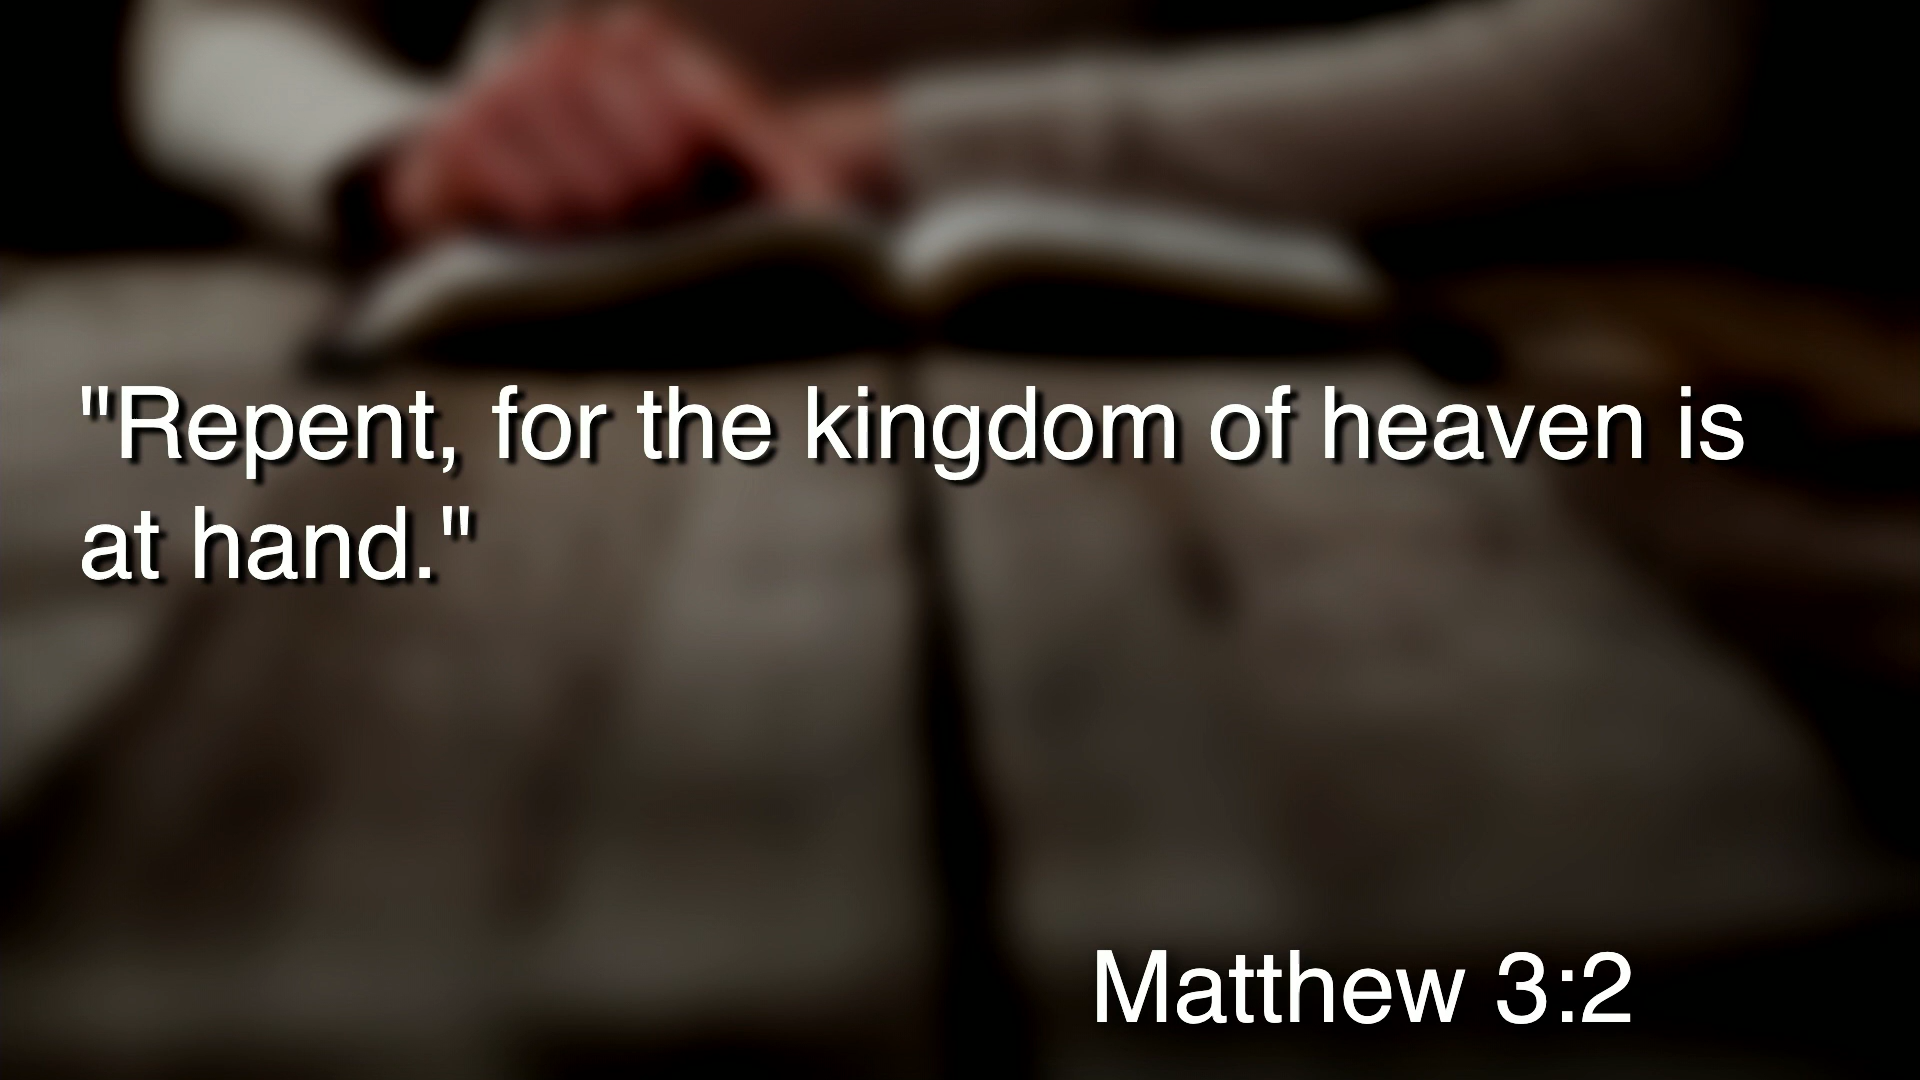 "Repent, for the kingdom of heaven is
at hand."
Matthew 3:2